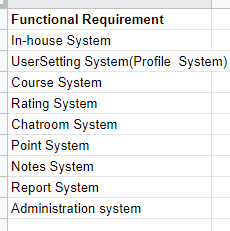 Functional Requirement
In-house System
UserSetting System(Profile  System)
Course System
Rating System
Chatroom System
Point System
Notes System
Report System
Administration system